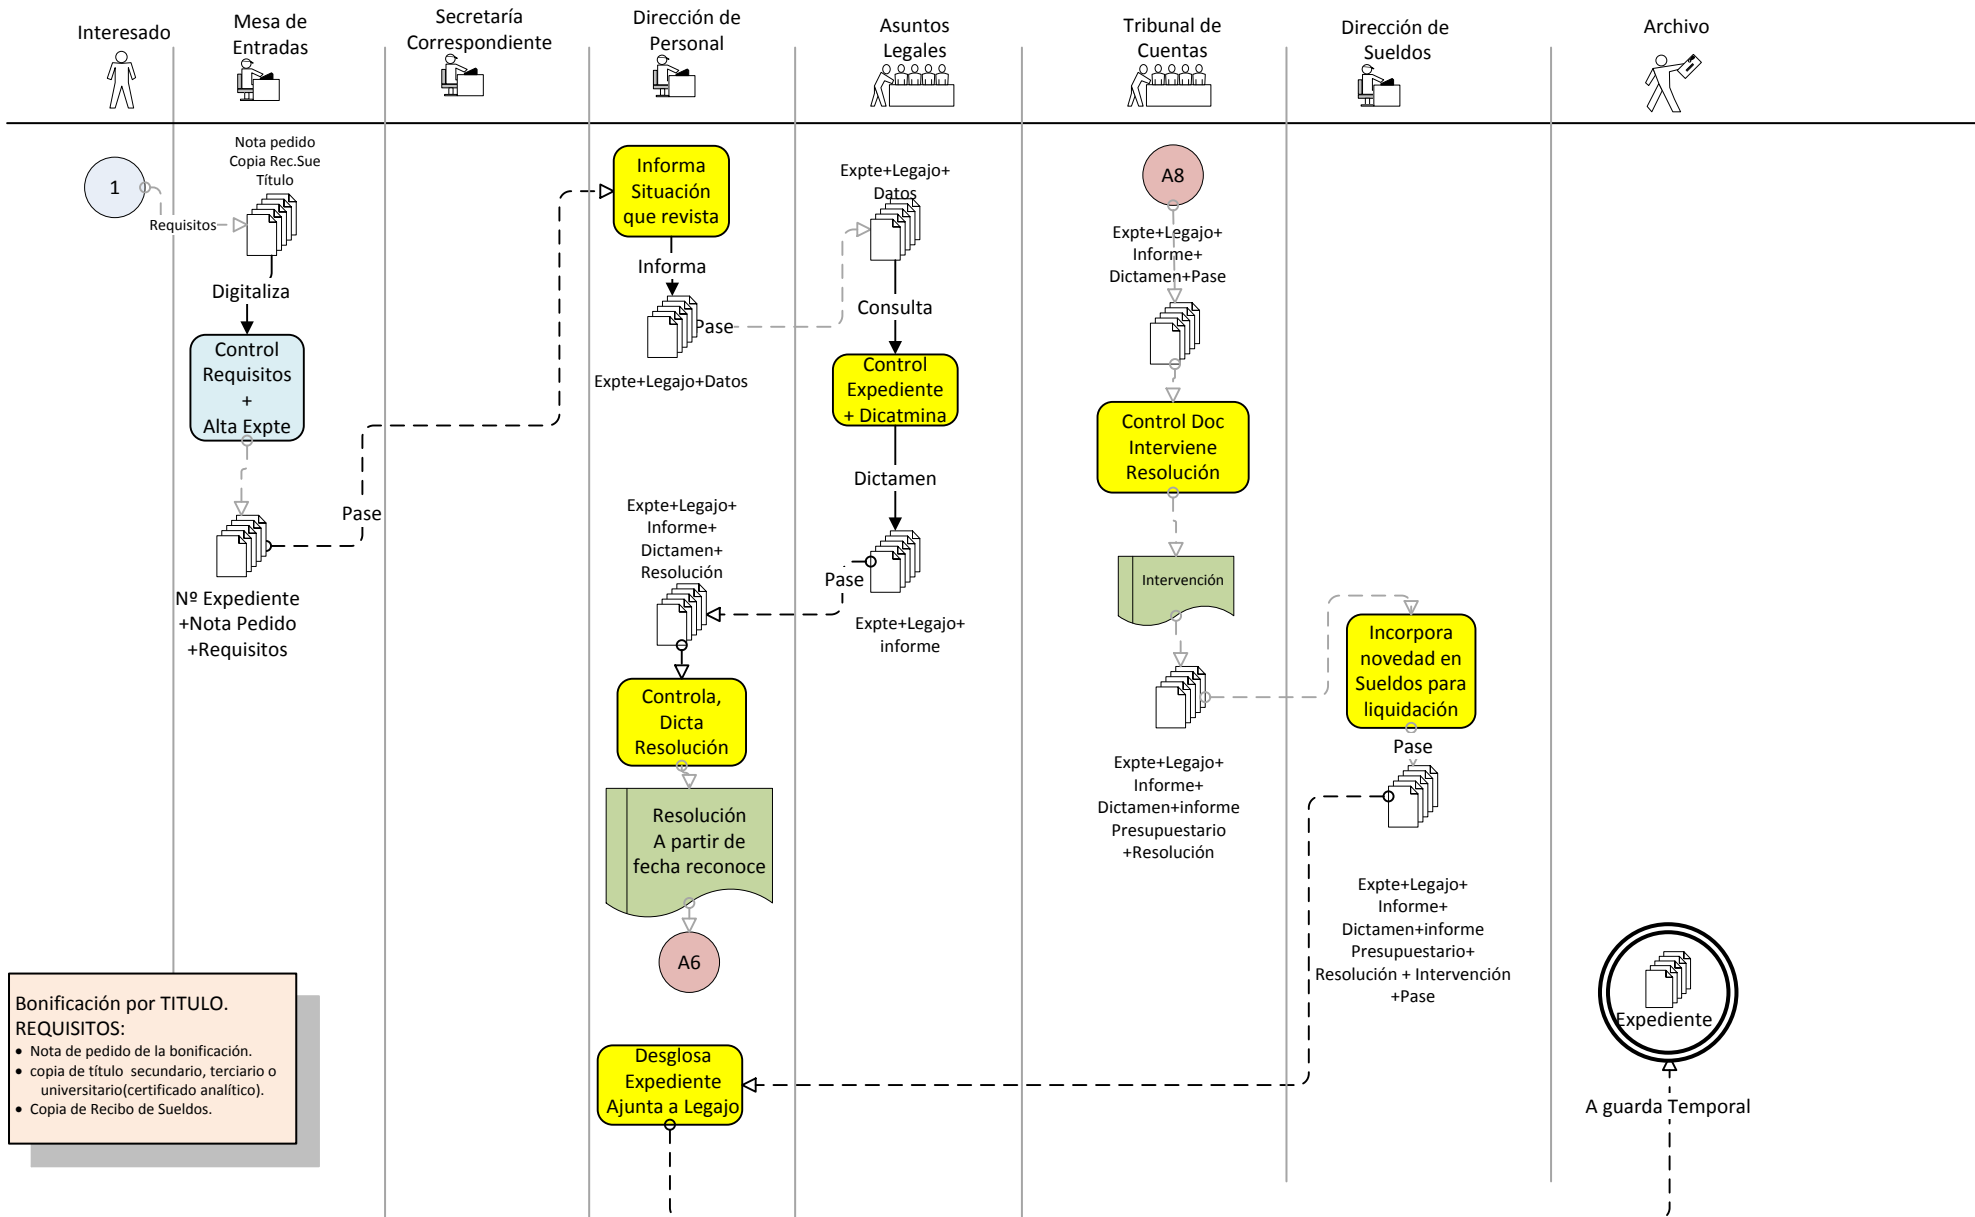 Interesado
Mesa de
Entradas
Secretaría
Correspondiente
Dirección de
Personal
Asuntos
Legales
Tribunal de
Cuentas
Dirección de
Sueldos
Archivo
1
Requisitos
Nota pedido
Copia Rec.Sue
Título
Digitaliza
Control
Requisitos
+
Alta Expte
Pase
Nº Expediente
+Nota Pedido
+Requisitos
Informa
Situación
que revista
Informa
Pase
Expte+Legajo+Datos
Expte+Legajo+
Datos
Consulta
Control
Expediente
+ Dicatmina
Dictamen
Pase
Expte+Legajo+
informe
Expte+Legajo+
Informe+
Dictamen+
Resolución
Controla,
Dicta
Resolución
Resolución
A partir de
fecha reconoce
A6
A8
Expte+Legajo+
Informe+
Dictamen+Pase
Control Doc
Interviene
Resolución
Intervención
Expte+Legajo+
Informe+
Dictamen+informe
Presupuestario
+Resolución
Incorpora
novedad en
Sueldos para
liquidación
Pase
Expte+Legajo+
Informe+
Dictamen+informe
Presupuestario+
Resolución + Intervención
+Pase
Desglosa
Expediente
Ajunta a Legajo
Expediente
A guarda Temporal
Bonificación por TITULO.
REQUISITOS:
• Nota de pedido de la bonificación.
• copia de título secundario, terciario o
universitario(certificado analítico).
• Copia de Recibo de Sueldos.